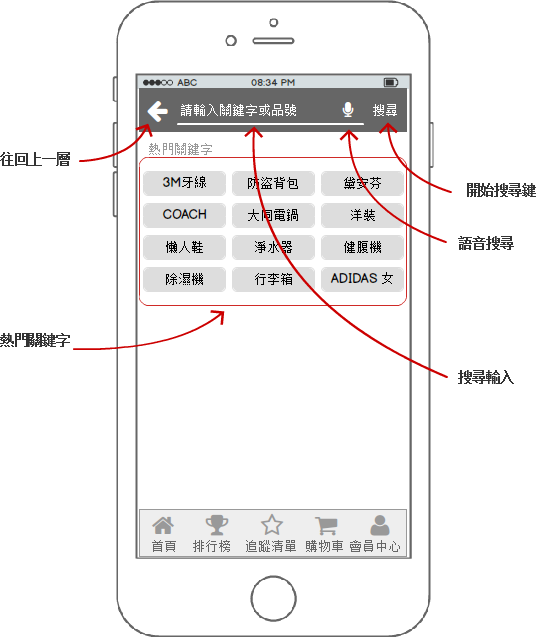 ABC 08:34 PM
請輸入關鍵字或品號 搜尋
熱門關鍵字
往回上一層
3M牙線 防盜背包 黛安芬
開始搜尋鍵
COACH 大同電鍋 洋裝
語音搜尋
懶人鞋 淨水器 健腹機
除濕機 行李箱 ADIDAS 女
熱門關鍵字
搜尋輸入
首頁 排行榜 追蹤清單 購物車 會員中心